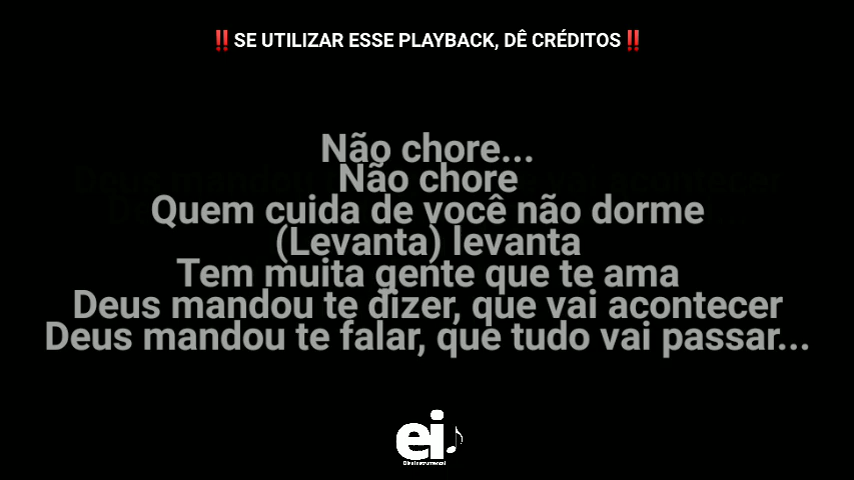 ‼️SE UTILIZAR ESSE PLAYBACK, DÊ CRÉDITOS‼️
Não chore...
Não chore
Quem cuida de você não dorme
(Levanta) levanta
Tem muita gente que te ama
Deus mandou te dizer, que vai acontecer
Deus mandou te falar, que tudo vai passar...
ei